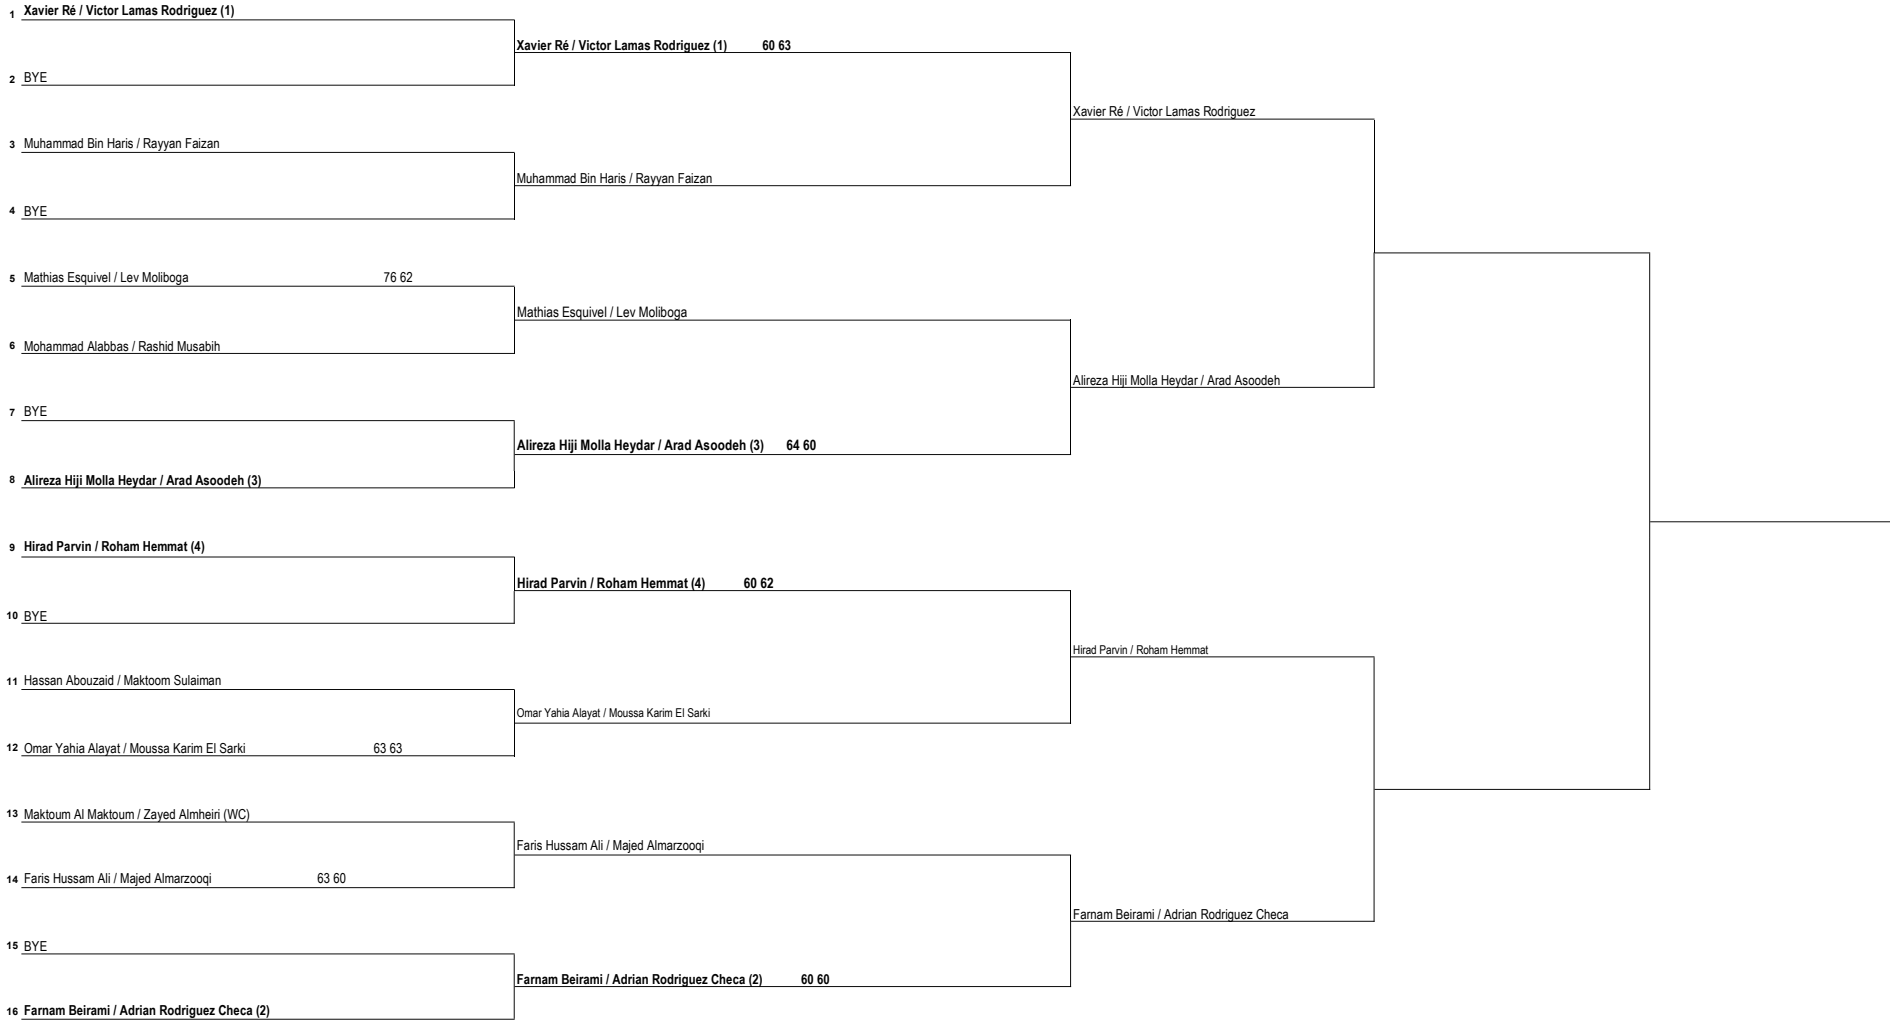 1 Xavier Ré / Victor Lamas Rodriguez (1)
Xavier Ré / Victor Lamas Rodriguez (1) 60 63
2 BYE
Xavier Ré / Victor Lamas Rodriguez
3 Muhammad Bin Haris / Rayyan Faizan
Muhammad Bin Haris / Rayyan Faizan
4 BYE
5 Mathias Esquivel / Lev Moliboga 76 62
Mathias Esquivel / Lev Moliboga
6 Mohammad Alabbas / Rashid Musabih
Alireza Hiji Molla Heydar / Arad Asoodeh
7 BYE
Alireza Hiji Molla Heydar / Arad Asoodeh (3) 64 60
8 Alireza Hiji Molla Heydar / Arad Asoodeh (3)
9 Hirad Parvin / Roham Hemmat (4)
Hirad Parvin / Roham Hemmat (4) 60 62
10 BYE
Hirad Parvin / Roham Hemmat
11 Hassan Abouzaid / Maktoom Sulaiman
Omar Yahia Alayat / Moussa Karim El Sarki
12 Omar Yahia Alayat / Moussa Karim El Sarki 63 63
13 Maktoum Al Maktoum / Zayed Almheiri (WC)
Faris Hussam Ali / Majed Almarzooqi
14 Faris Hussam Ali / Majed Almarzooqi 63 60
Farnam Beirami / Adrian Rodriguez Checa
15 BYE
Farnam Beirami / Adrian Rodriguez Checa (2) 60 60
16 Farnam Beirami / Adrian Rodriguez Checa (2)